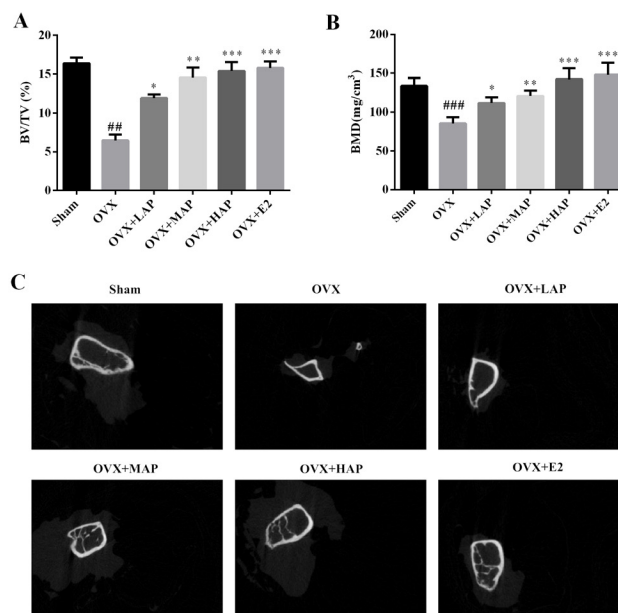 A
BV/TV (%)
20
15
10
5
0
##
*
**
***
***
Sham
OVX
OVX+LAP
OVX+MAP
OVX+HAP
OVX+E2
B
BMD(mg/cm³)
200
150
100
50
0
###
*
**
***
***
Sham
OVX
OVX+LAP
OVX+MAP
OVX+HAP
OVX+E2
C
Sham
OVX
OVX+LAP
OVX+MAP
OVX+HAP
OVX+E2